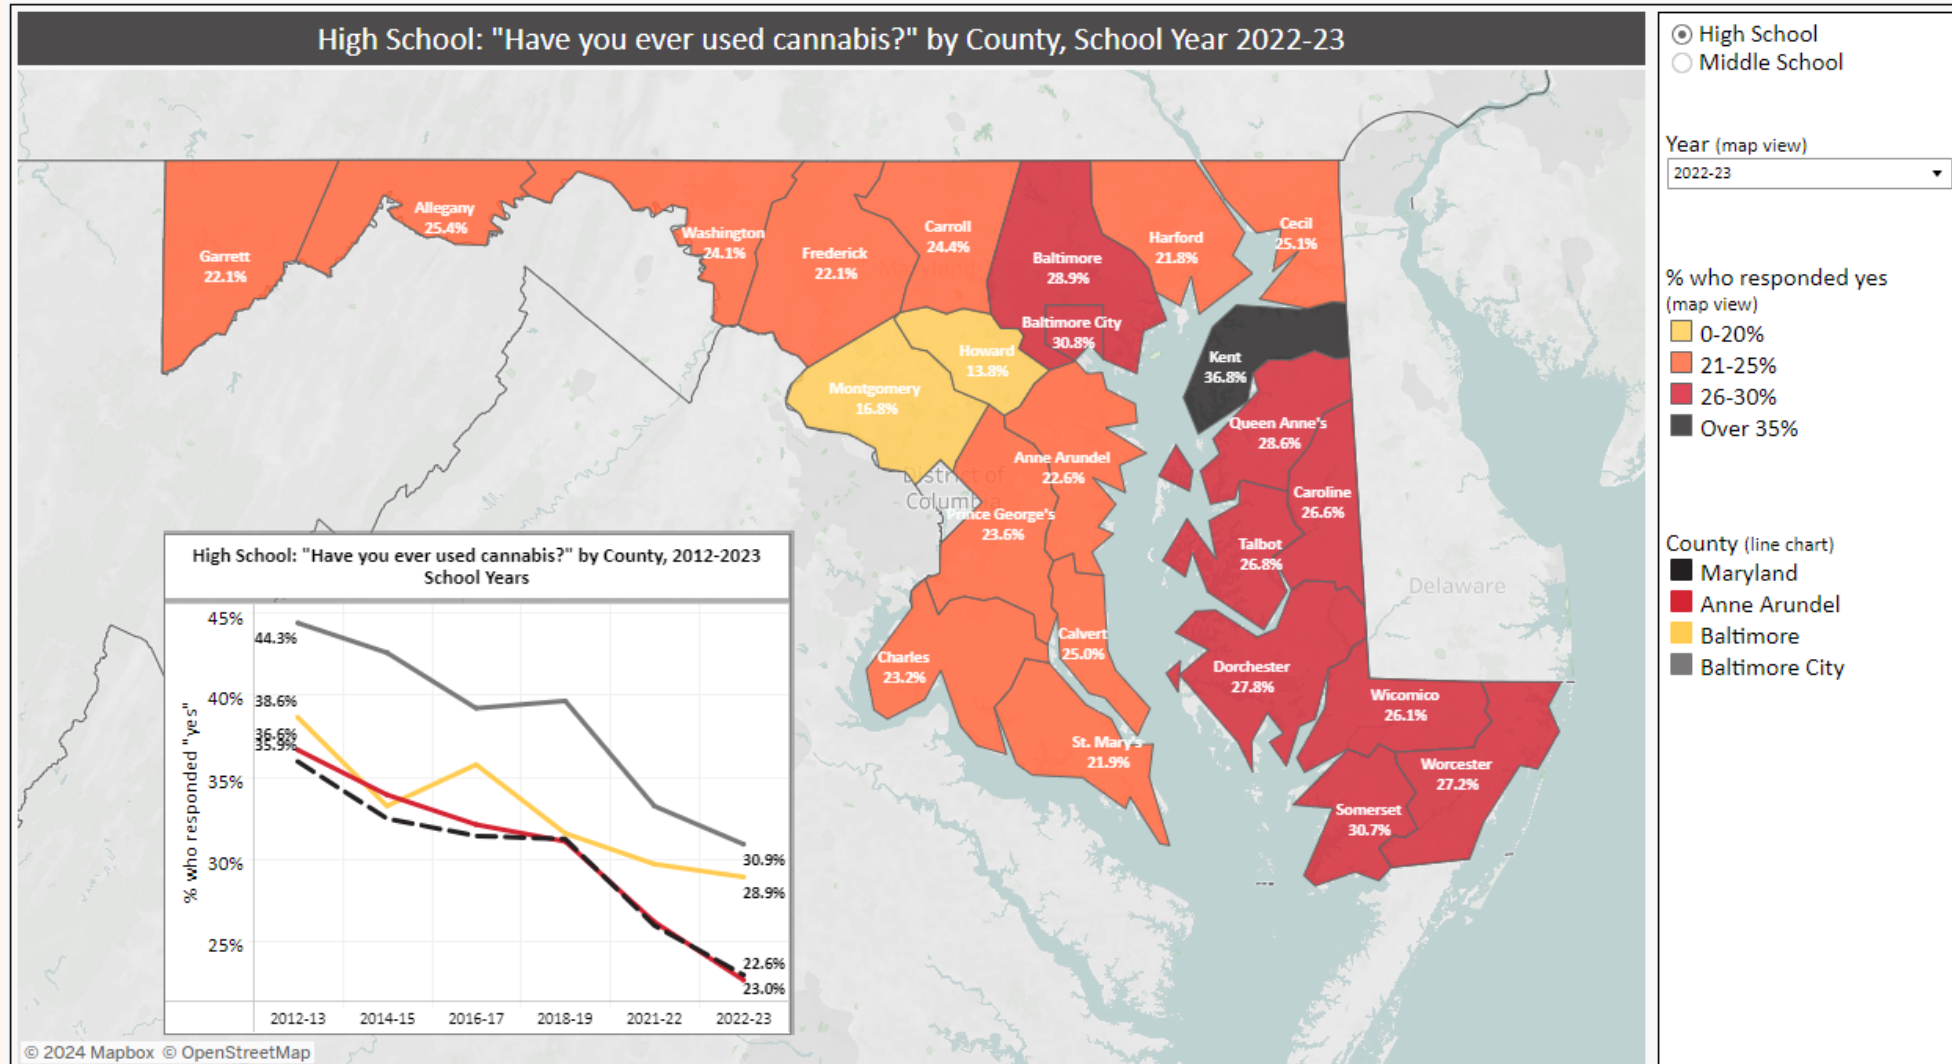 High School: "Have you ever used cannabis?" by County, School Year 2022-23
High School
Middle School
Year (map view)
2022-23
% who responded yes
(map view)
0-20%
21-25%
26-30%
Over 35%
County (line chart)
Maryland
Anne Arundel
Baltimore
Baltimore City
Garrett
22.1%
Allegany
25.4%
Washington
24.1%
Frederick
22.1%
Carroll
24.4%
Baltimore
28.9%
Baltimore City
30.8%
Harford
21.8%
Cecil
25.1%
Kent
36.8%
Howard
13.8%
Montgomery
16.8%
Queen Anne's
28.6%
Anne Arundel
22.6%
District of
Columbia
Prince George's
23.6%
Caroline
26.6%
Talbot
26.8%
Delaware
Calvert
25.0%
Charles
23.2%
Dorchester
27.8%
Wicomico
26.1%
St. Mary's
21.9%
Worcester
27.2%
Somerset
30.7%
High School: "Have you ever used cannabis?" by County, 2012-2023
School Years
% who responded "yes"
45%
40%
35%
30%
25%
44.3%
38.6%
36.6%
35.9%
30.9%
28.9%
22.6%
23.0%
2012-13
2014-15
2016-17
2018-19
2021-22
2022-23
© 2024 Mapbox © OpenStreetMap